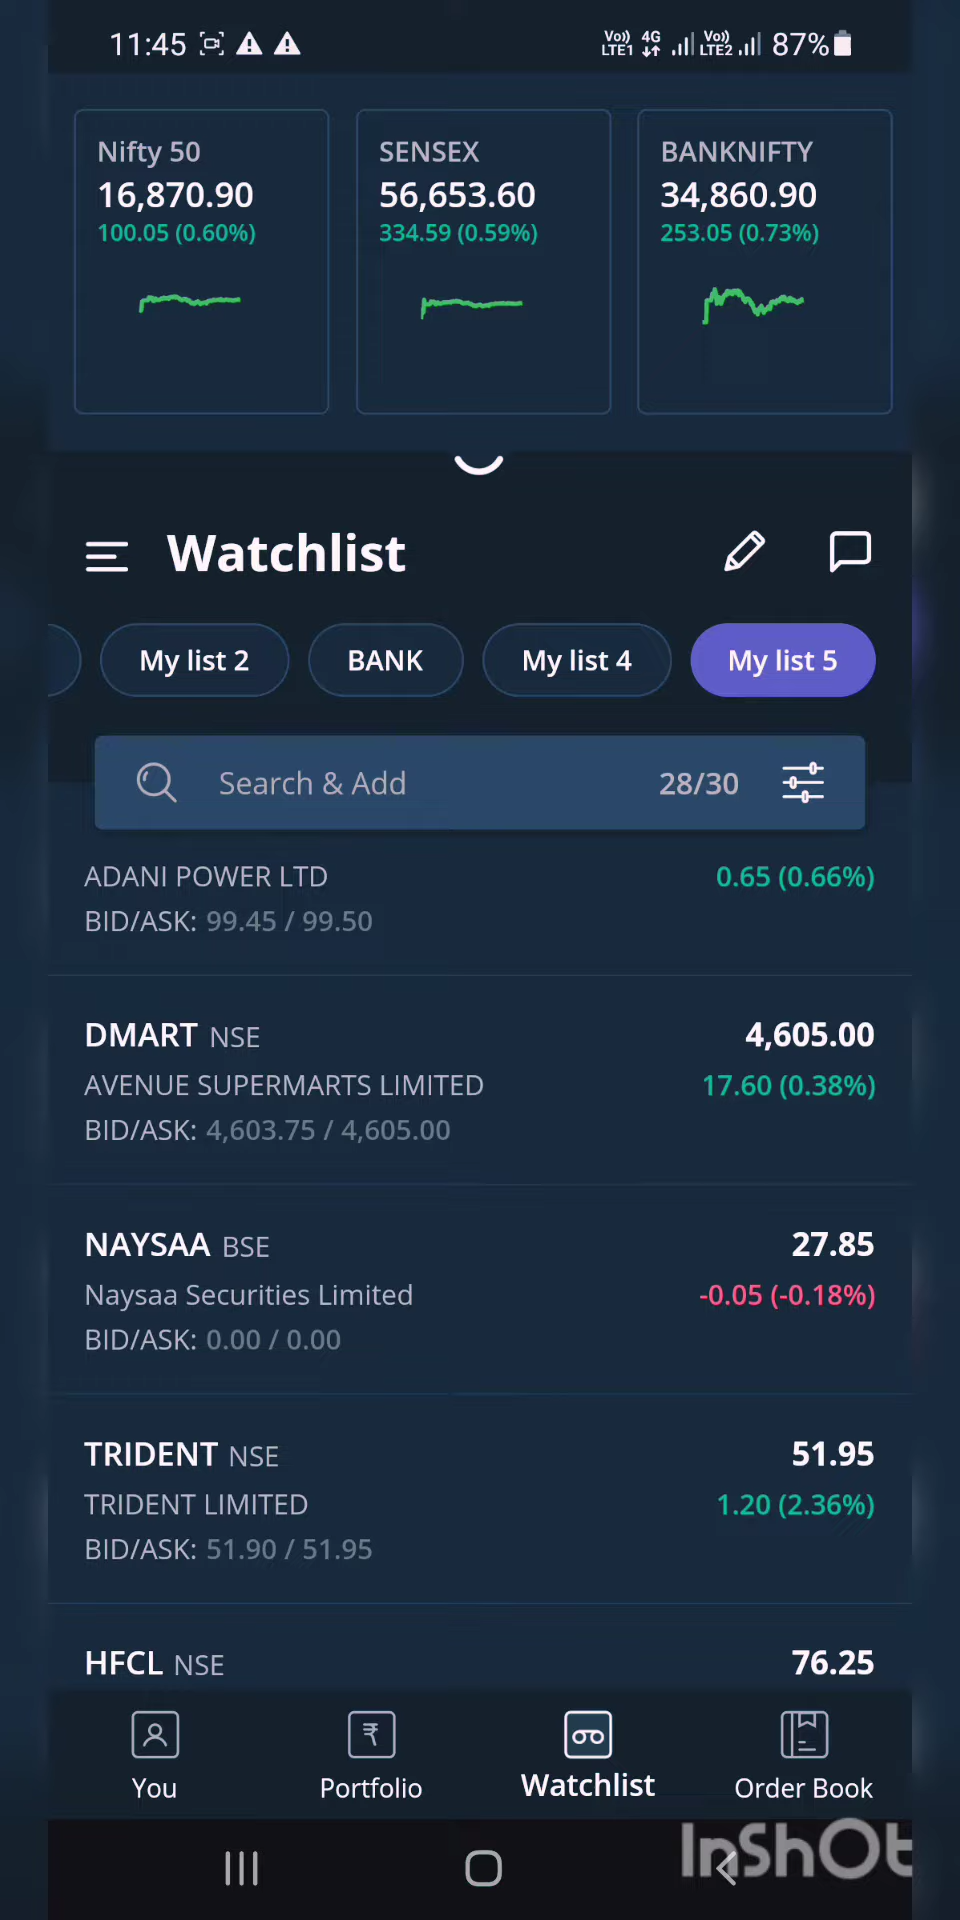 11:45 Vo)) LTE1 4G Vo)) LTE2 87%
Nifty 50
16,870.90
100.05 (0.60%)
SENSEX
56,653.60
334.59 (0.59%)
BANKNIFTY
34,860.90
253.05 (0.73%)
Watchlist
My list 2 BANK My list 4 My list 5
Search & Add 28/30
ADANI POWER LTD 0.65 (0.66%)
BID/ASK: 99.45 / 99.50
DMART NSE 4,605.00
AVENUE SUPERMARTS LIMITED 17.60 (0.38%)
BID/ASK: 4,603.75 / 4,605.00
NAYSAA BSE 27.85
Naysaa Securities Limited -0.05 (-0.18%)
BID/ASK: 0.00 / 0.00
TRIDENT NSE 51.95
TRIDENT LIMITED 1.20 (2.36%)
BID/ASK: 51.90 / 51.95
HFCL NSE 76.25
You Portfolio Watchlist Order Book
InShOt